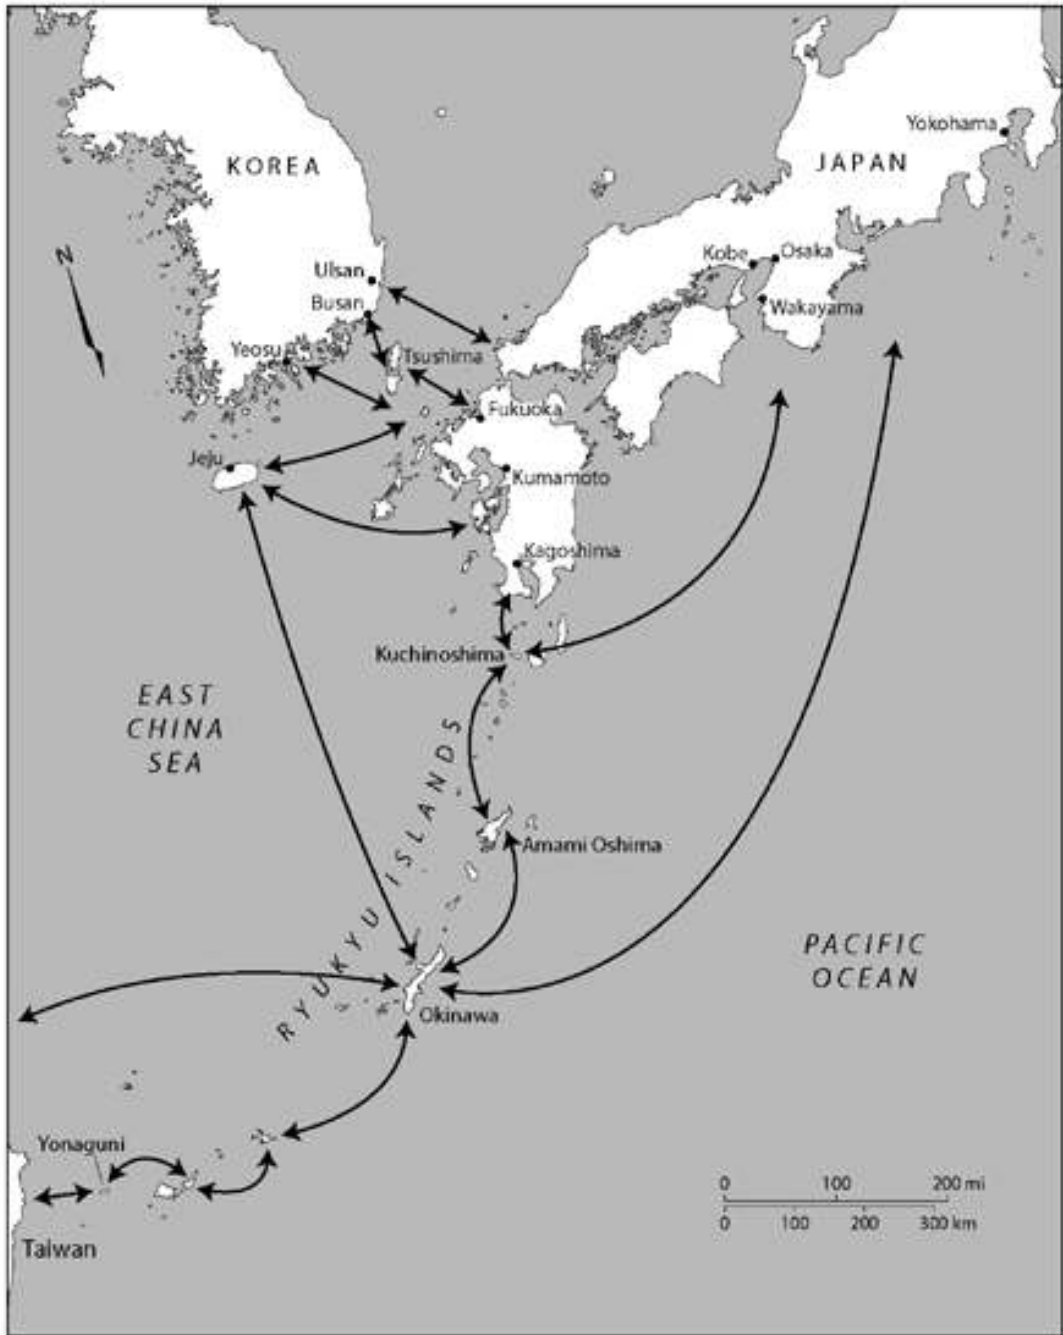 Yokohama
KOREA
JAPAN
N
Kobe
Osaka
Ulsan
Busan
Wakayama
Yeosu
Tsushima
Fukuoka
Jeju
Kumamoto
Kagoshima
Kuchinoshima
EAST
CHINA
SEA
RYUKYU ISLANDS
Amami Oshima
PACIFIC
OCEAN
Okinawa
Yonaguni
0 100 200 mi
0 100 200 300 km
Taiwan